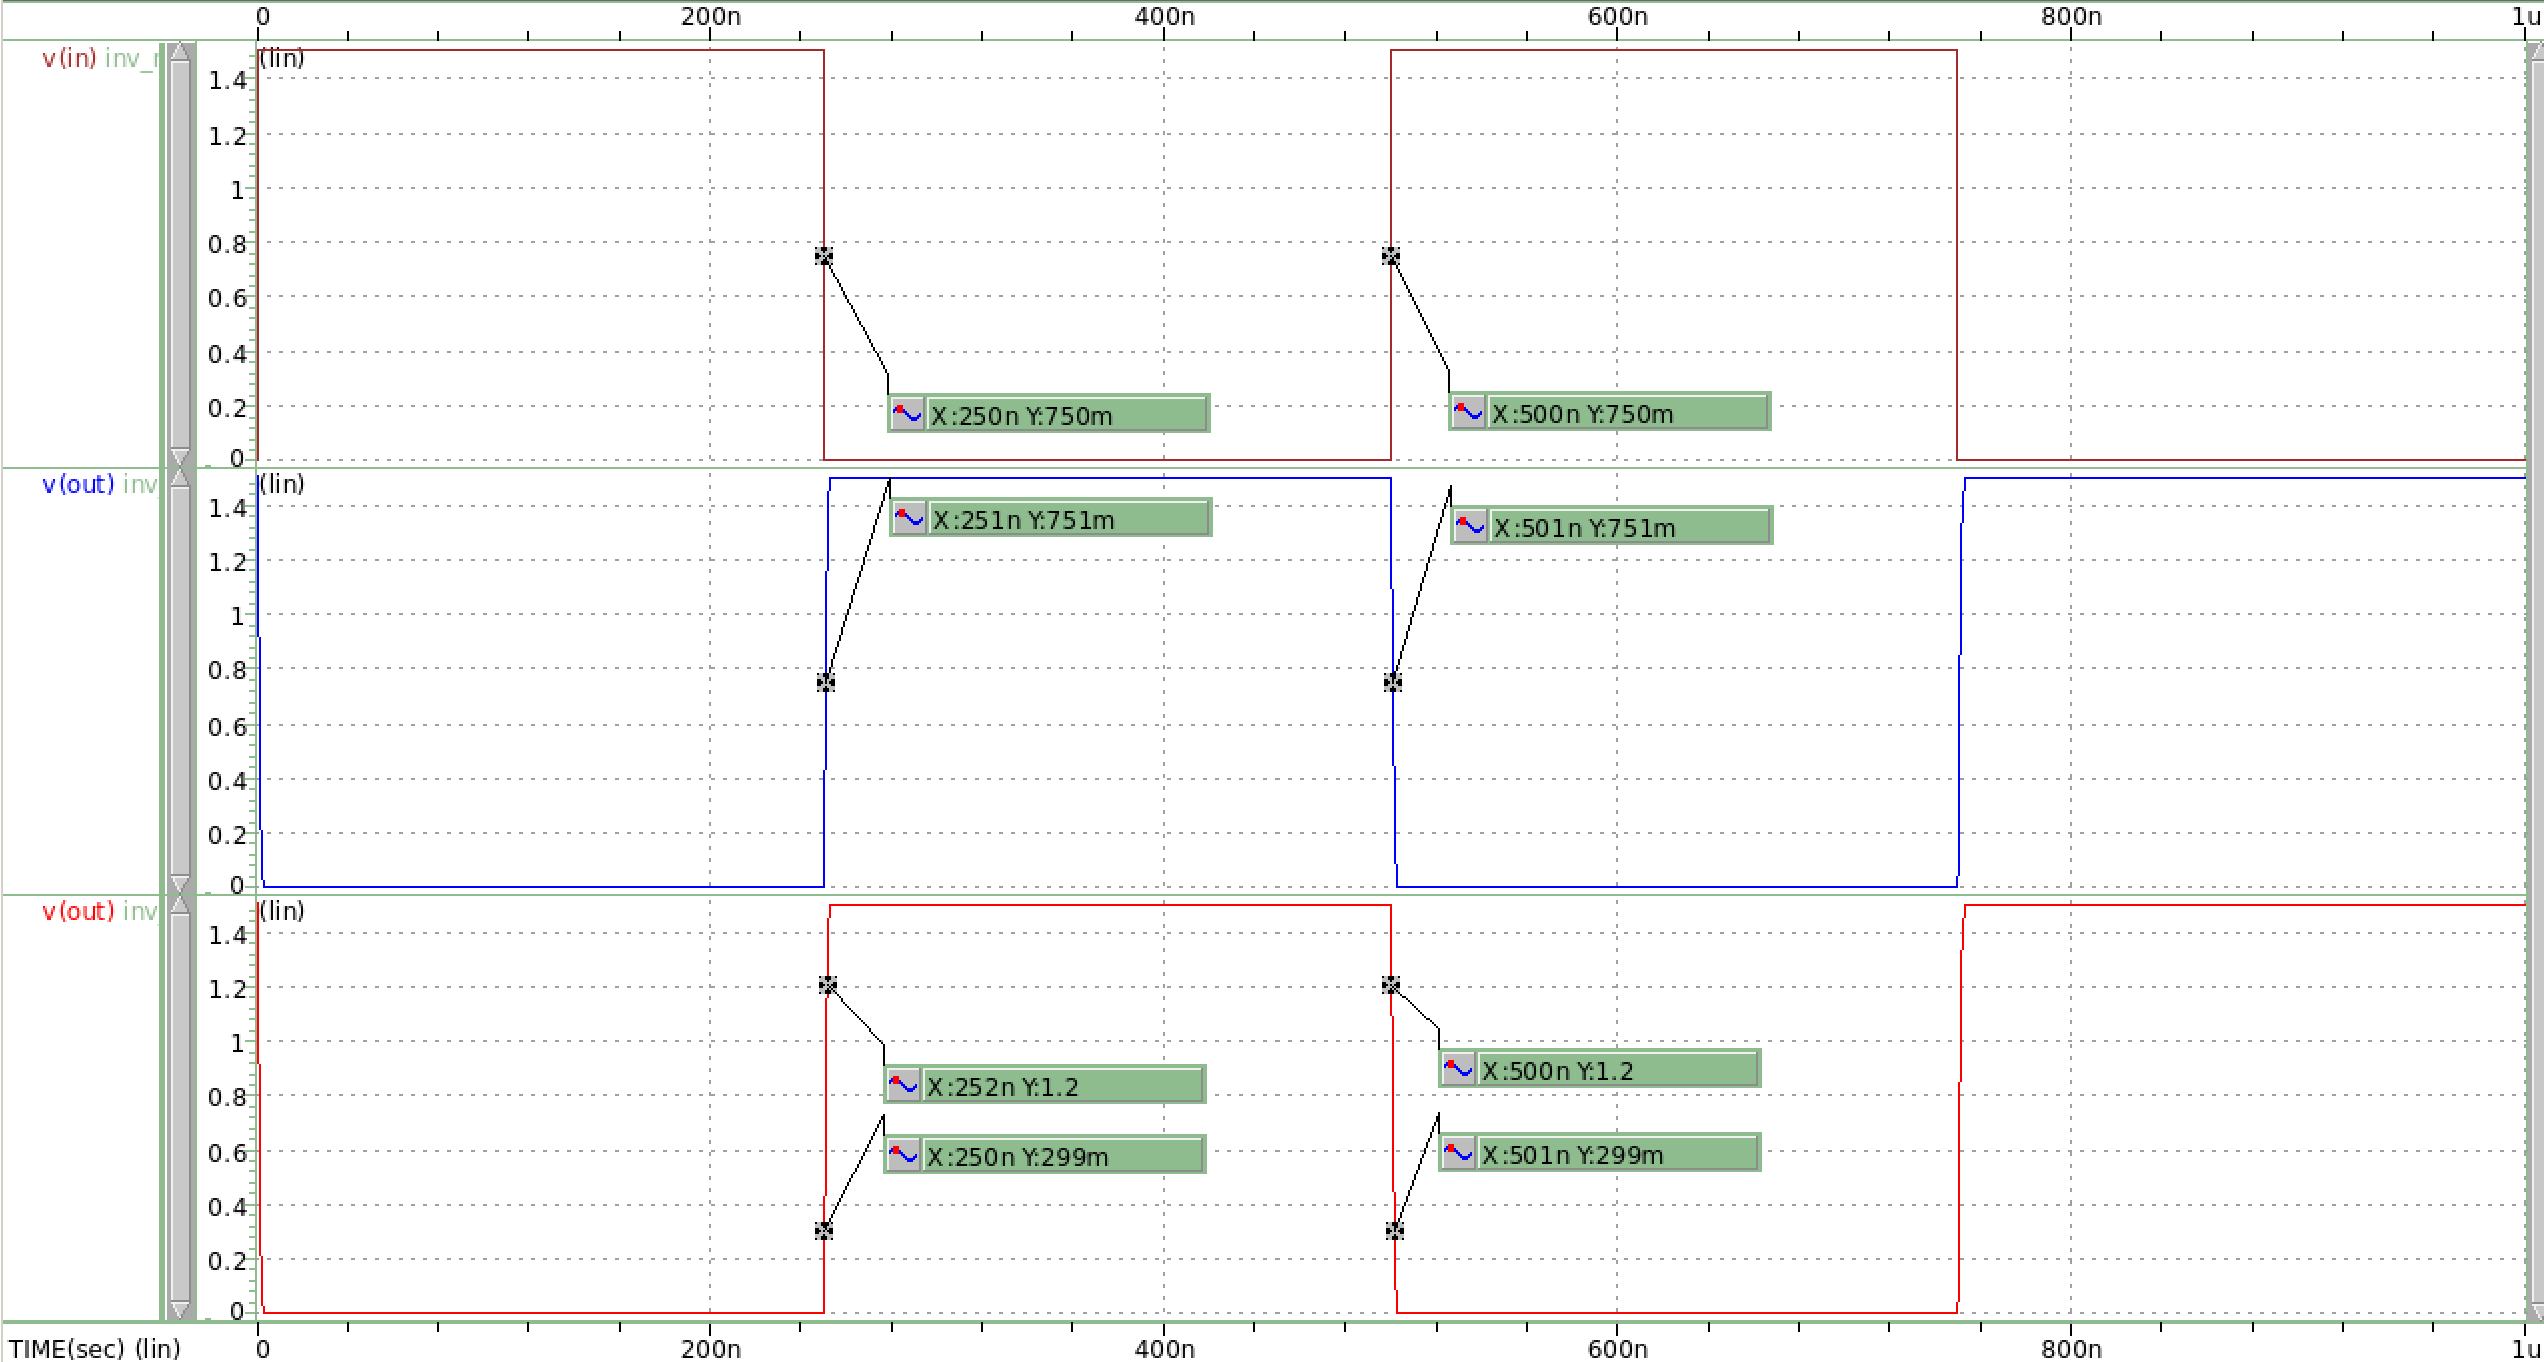 0 200n 400n 600n 800n 1u
v(in) inv_
(lin)
1.4
1.2
1
0.8
0.6
0.4
0.2
0
X:250n Y:750m
X:500n Y:750m
v(out) inv
(lin)
1.4
1.2
1
0.8
0.6
0.4
0.2
0
X:251n Y:751m
X:501n Y:751m
v(out) inv
(lin)
1.4
1.2
1
0.8
0.6
0.4
0.2
0
X:252n Y:1.2
X:500n Y:1.2
X:250n Y:299m
X:501n Y:299m
TIME(sec) (lin) 0 200n 400n 600n 800n 1u